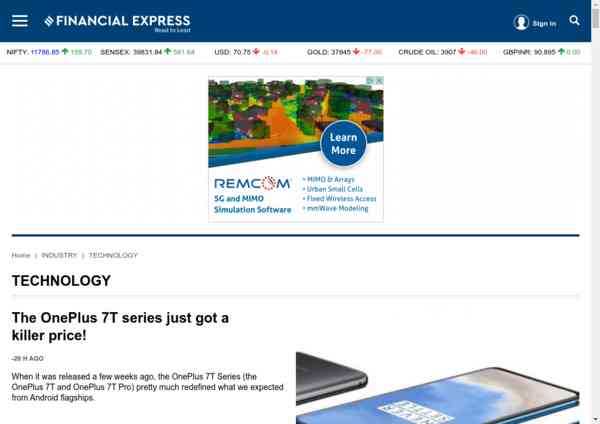 FINANCIAL EXPRESS
Read to Lead
Sign In
NIFTY: 11786.85 159.70 SENSEX: 39831.84 581.64 USD: 70.75 -0.14 GOLD: 37945 -77.00 CRUDE OIL: 3907 -46.00 GBPINR: 90.895 0.00
Learn
More
REMCOM
5G and MIMO
Simulation Software
• MIMO & Arrays
• Urban Small Cells
• Fixed Wireless Access
• mmWave Modeling
Home | INDUSTRY | TECHNOLOGY
TECHNOLOGY
The OnePlus 7T series just got a
killer price!
When it was released a few weeks ago, the OnePlus 7T Series (the
OnePlus 7T and OnePlus 7T Pro) pretty much redefined what we expected
from Android flagships.
NEVER
SETTLE